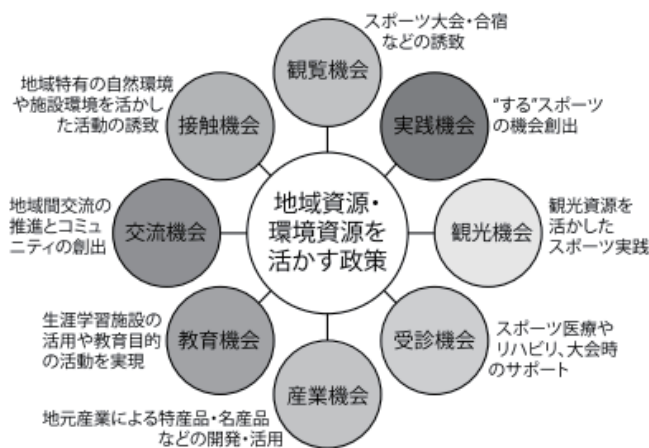 スポーツ大会・合宿
などの誘致
観覧機会
地域特有の自然環境
や施設環境を活かし
た活動の誘致
接触機会
実践機会
“する”スポーツ
の機会創出
地域資源・
環境資源を
活かす政策
地域間交流の
推進とコミュ
ニティの創出
交流機会
観光機会
観光資源を
活かした
スポーツ実践
生涯学習施設の
活用や教育目的
の活動を実現
教育機会
受診機会
スポーツ医療や
リハビリ、大会時
のサポート
産業機会
地元産業による特産品・名産品
などの開発・活用